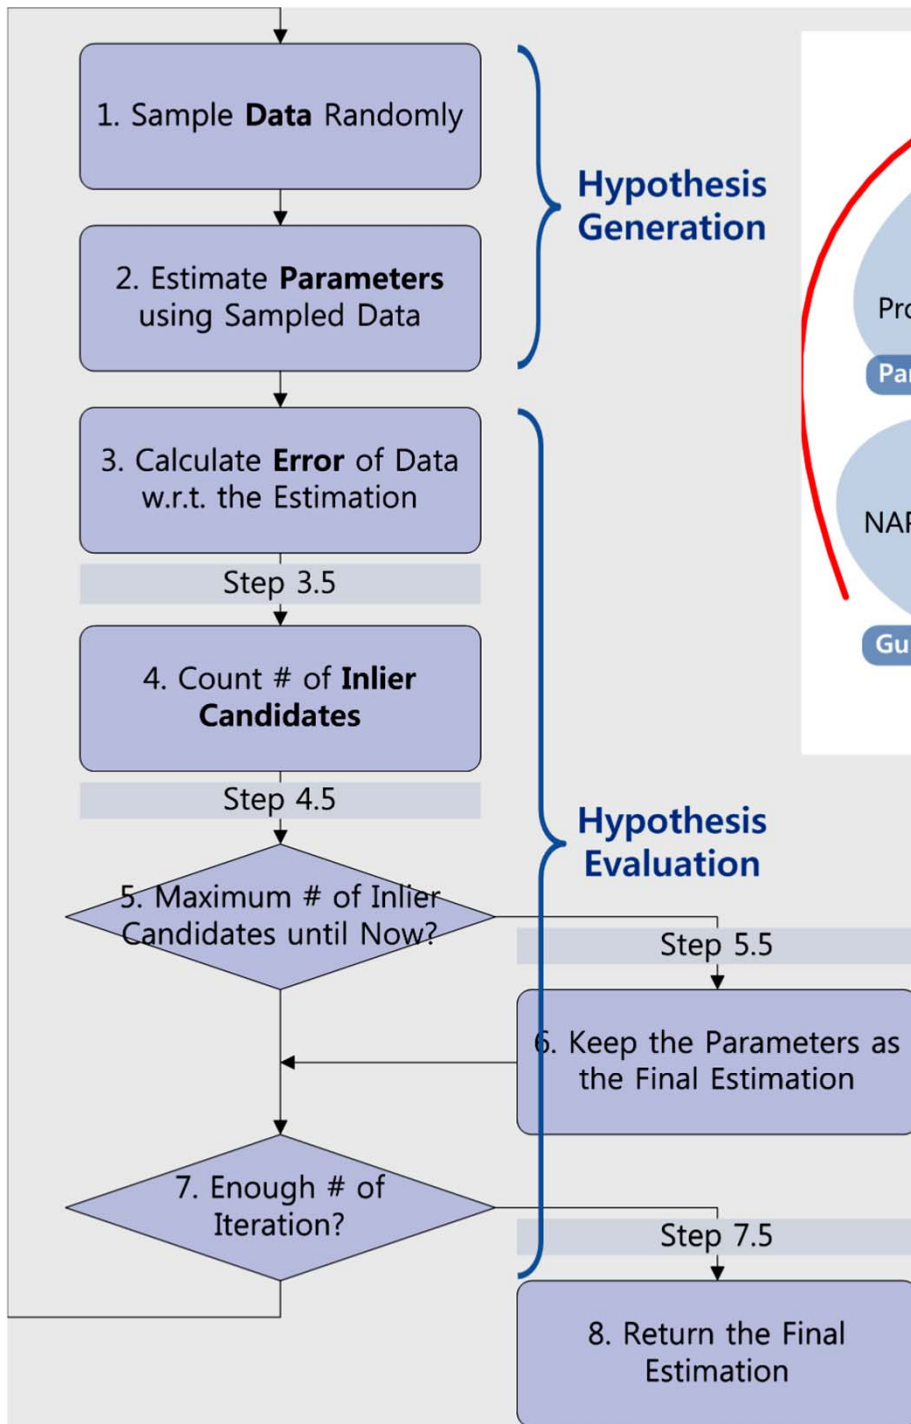 1. Sample Data Randomly
2. Estimate Parameters
using Sampled Data
Hypothesis
Generation
3. Calculate Error of Data
w.r.t. the Estimation
Step 3.5
4. Count # of Inlier
Candidates
Step 4.5
Hypothesis
Evaluation
5. Maximum # of Inlier
Candidates until Now?
Step 5.5
6. Keep the Parameters as
the Final Estimation
7. Enough # of
Iteration?
Step 7.5
8. Return the Final
Estimation